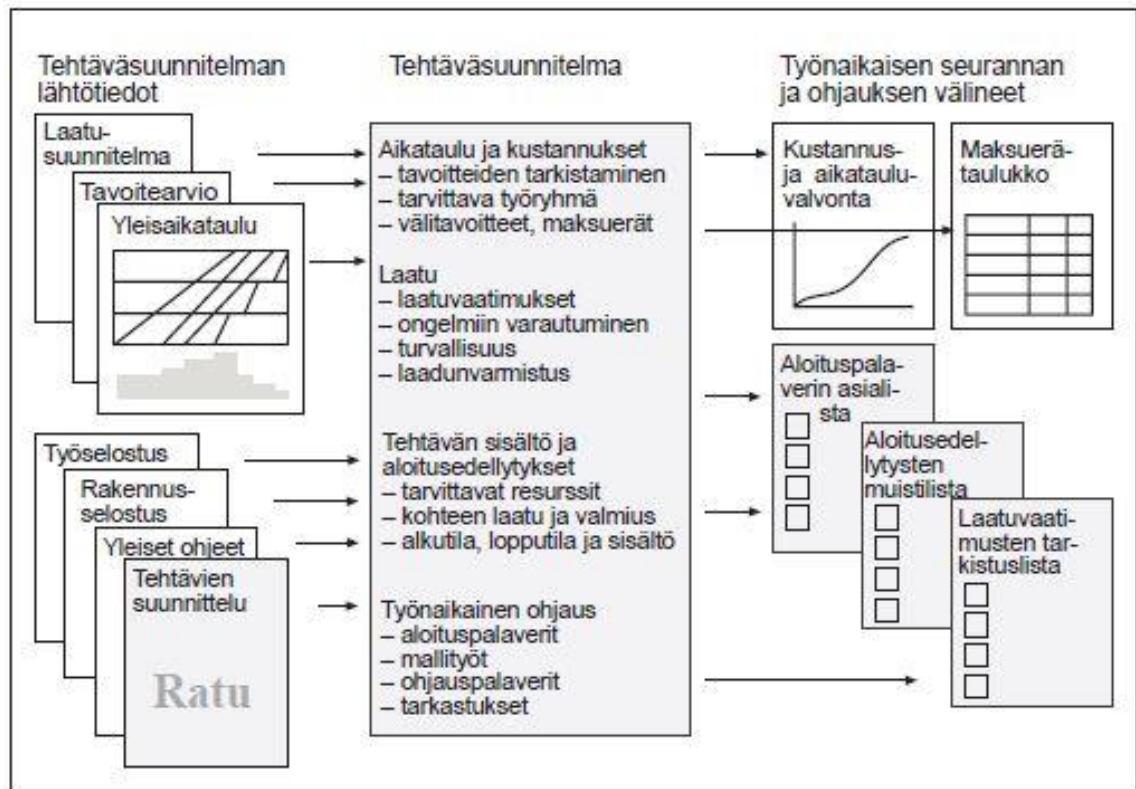 Tehtäväsuunnitelman
lähtötiedot
Laatu-
suunnitelma
Tavoitearvio
Yleisaikataulu
Työselostus
Rakennus-
selostus
Yleiset ohjeet
Tehtävien
suunnittelu
Ratu
Tehtäväsuunnitelma
Aikataulu ja kustannukset
– tavoitteiden tarkistaminen
– tarvittava työryhmä
– välitavoitteet, maksuerät
Laatu
– laatuvaatimukset
– ongelmiin varautuminen
– turvallisuus
– laadunvarmistus
Tehtävän sisältö ja
aloitusedellytykset
– tarvittavat resurssit
– kohteen laatu ja valmius
– alkutila, lopputila ja sisältö
Työnaikainen ohjaus
– aloituspalaverit
– mallityöt
– ohjauspalaverit
– tarkastukset
Työnaikaisen seurannan
ja ohjauksen välineet
Kustannus-
ja aikataulu-
valvonta
Maksuerä-
taulukko
Aloituspala-
verin asiali-
sta
Aloitusedel-
lytysten
muistilista
Laatuvaati-
musten tar-
kistuslista